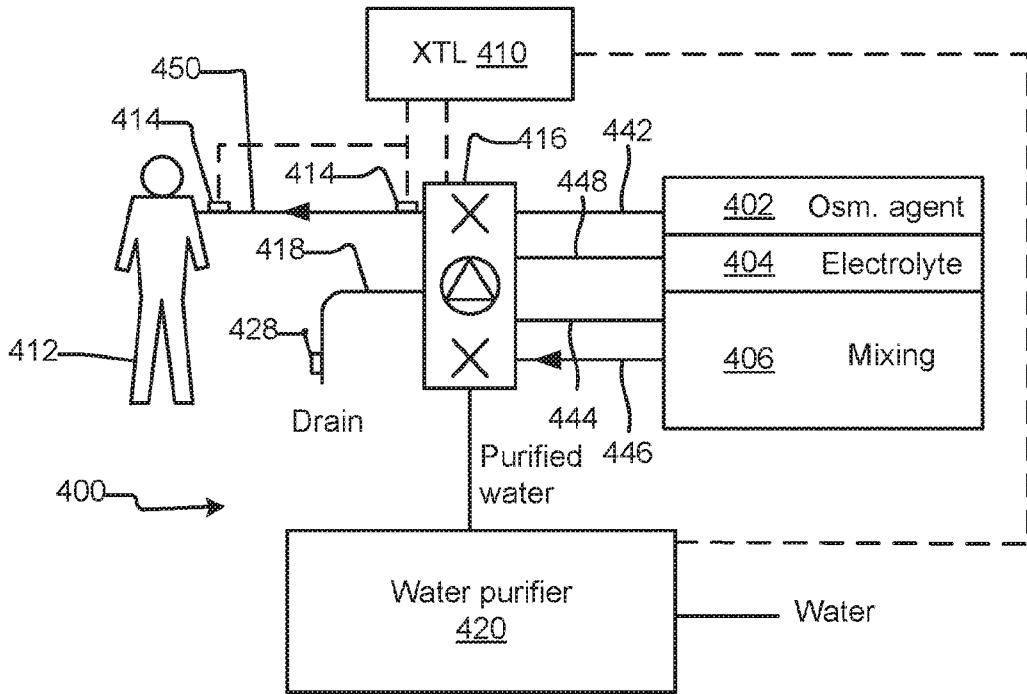 XTL 410
450
414
416
442
414
448
402 Osm. agent
418
404 Electrolyte
428
412
406 Mixing
Drain
444
446
Purified
water
400
Water purifier
420
Water